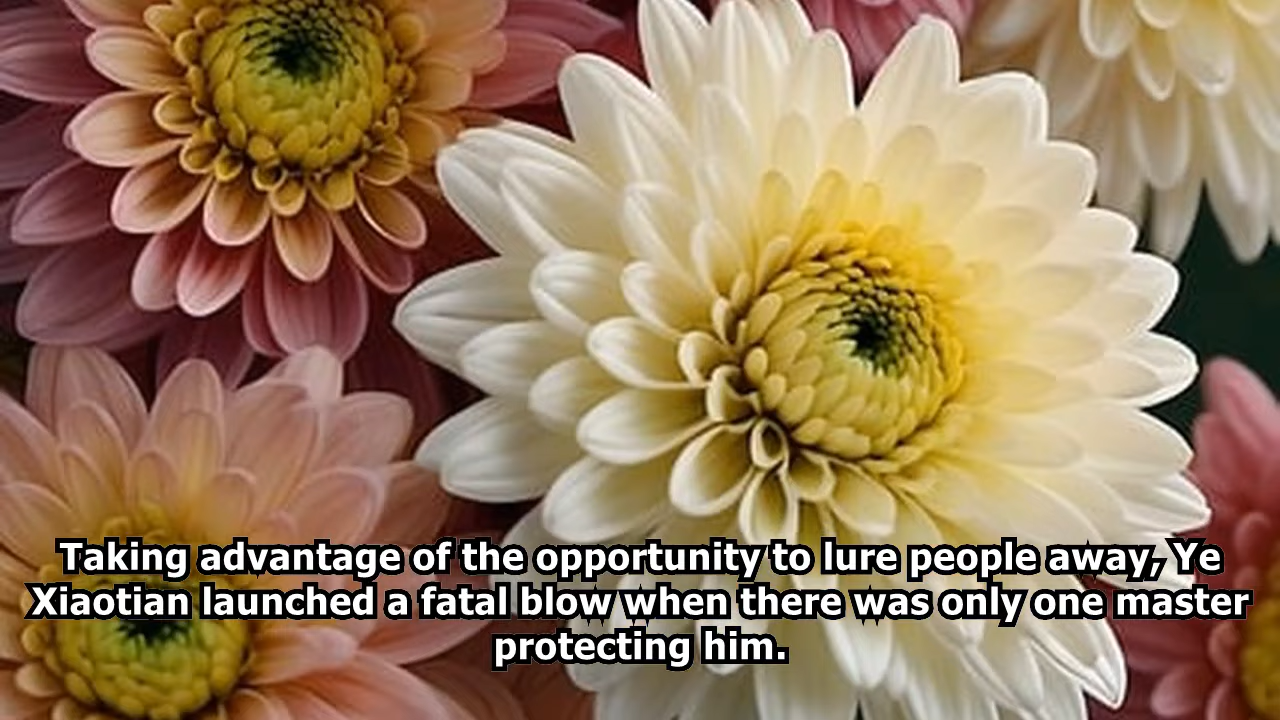 Taking advantage of the opportunity to lure people away, Ye
Xiaotian launched a fatal blow when there was only one master
protecting him.